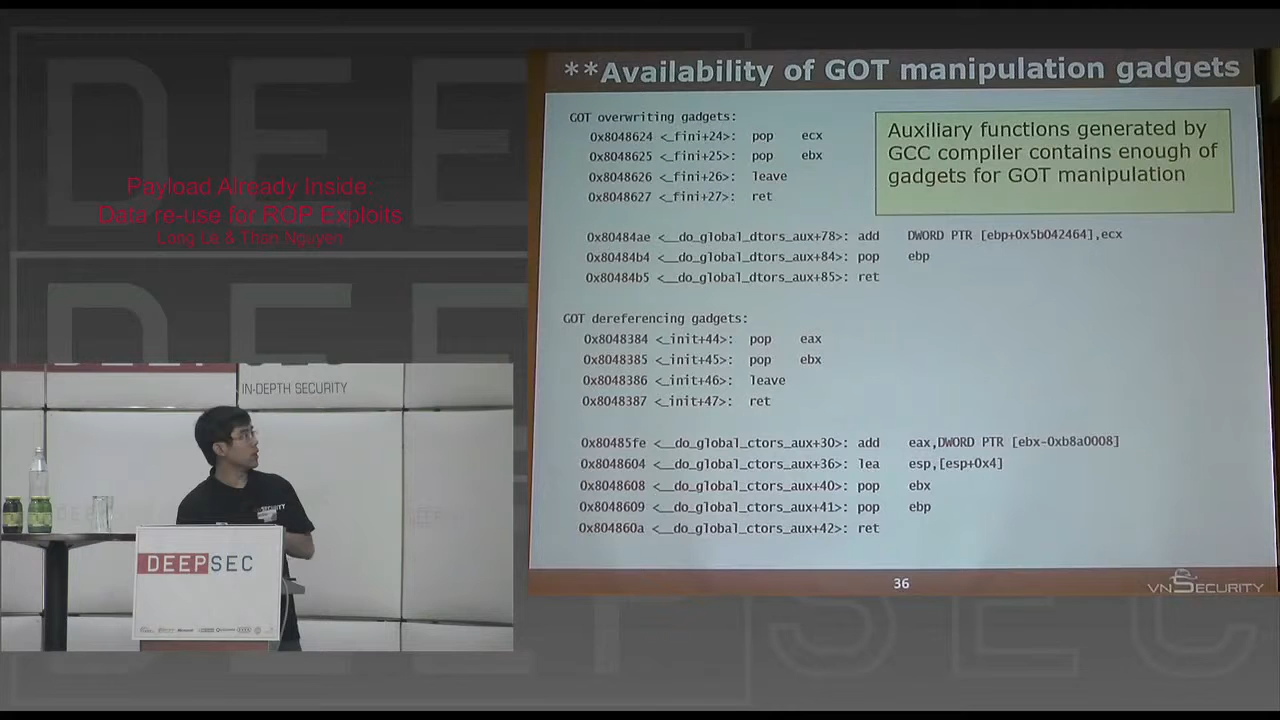 Payload Already Inside:
Data re-use for ROP Exploits
Long Le & Than Nguyen
IN-DEPTH SECURITY
DEEPSEC
**Availability of GOT manipulation gadgets
GOT overwriting gadgets:
0x8048624 <_fini+24>: pop ecx
0x8048625 <_fini+25>: pop ebx
0x8048626 <_fini+26>: leave
0x8048627 <_fini+27>: ret
Auxiliary functions generated by
GCC compiler contains enough of
gadgets for GOT manipulation
0x80484ae <__do_global_dtors_aux+78>: add DWORD PTR [ebp+0x5b042464],ecx
0x80484b4 <__do_global_dtors_aux+84>: pop ebp
0x80484b5 <__do_global_dtors_aux+85>: ret
GOT dereferencing gadgets:
0x8048384 <_init+44>: pop eax
0x8048385 <_init+45>: pop ebx
0x8048386 <_init+46>: leave
0x8048387 <_init+47>: ret
0x80485fe <__do_global_ctors_aux+30>: add eax,DWORD PTR [ebx-0xb8a0008]
0x8048604 <__do_global_ctors_aux+36>: lea esp,[esp+0x4]
0x8048608 <__do_global_ctors_aux+40>: pop ebx
0x8048609 <__do_global_ctors_aux+41>: pop ebp
0x804860a <__do_global_ctors_aux+42>: ret
36
VNSECURITY